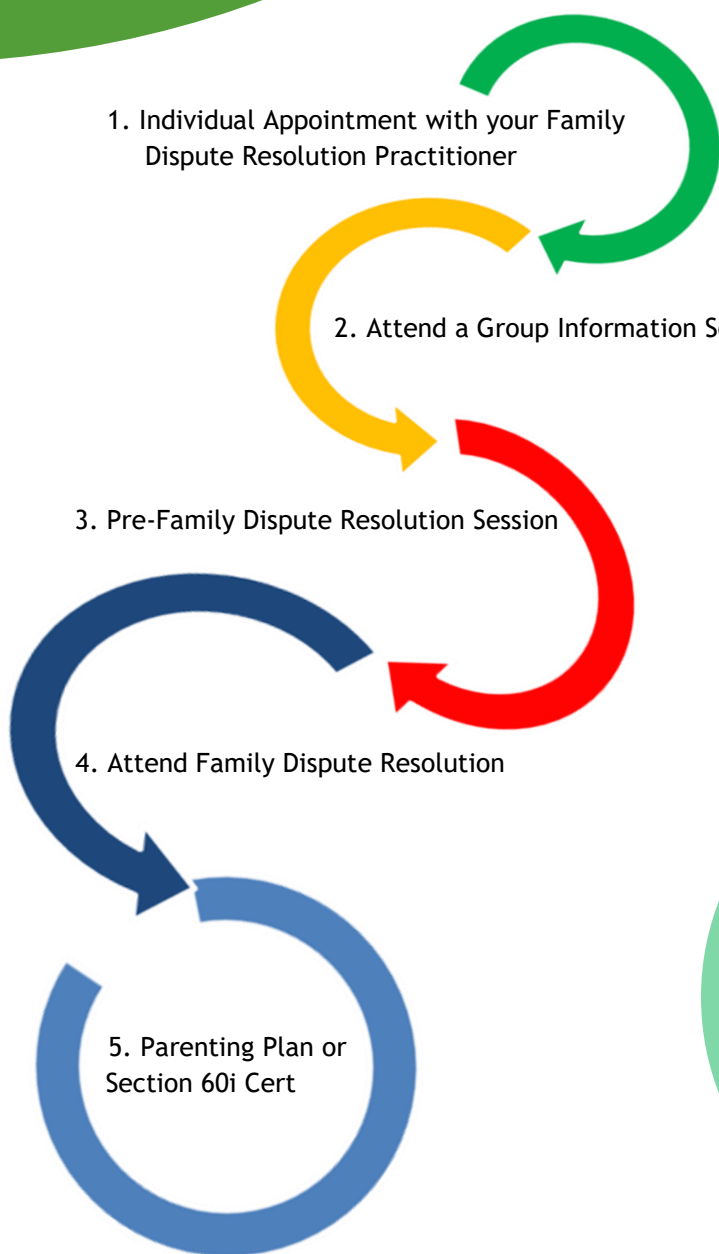 1. Individual Appointment with your Family
Dispute Resolution Practitioner
2. Attend a Group Information
3. Pre-Family Dispute Resolution Session
4. Attend Family Dispute Resolution
5. Parenting Plan or
Section 60i Cert